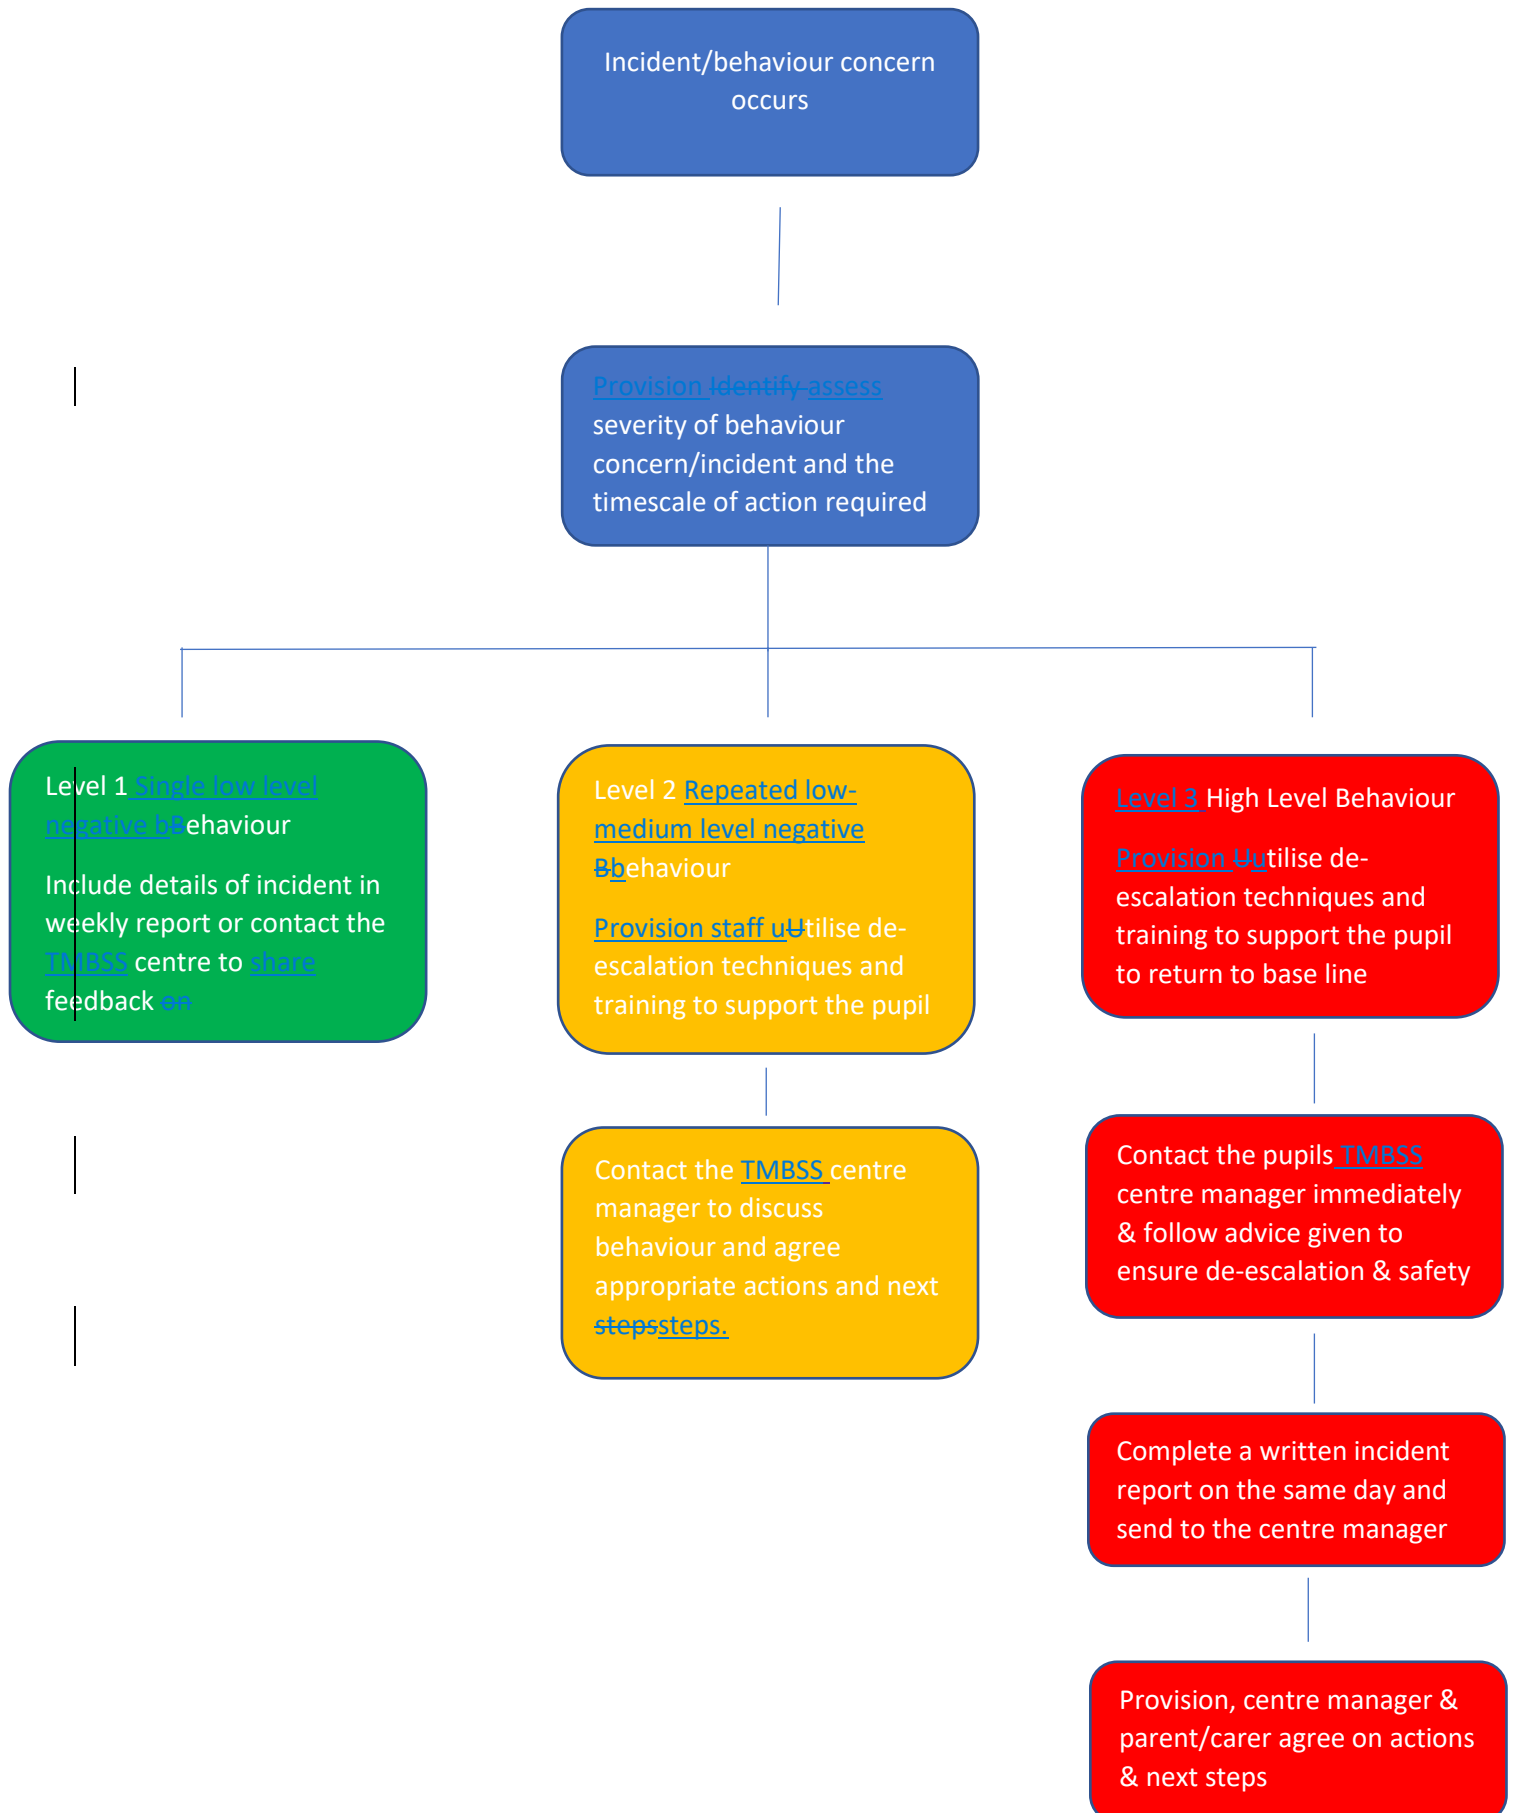 Incident/behaviour concern
occurs
Provision Identify assess
severity of behaviour
concern/incident and the
timescale of action required
Level 1 Single low level
negative bBehaviour
Include details of incident in
weekly report or contact the
TMBSS centre to share
feedback on
Level 2 Repeated low-
medium level negative
Bbehaviour
Provision staff uUtilise de-
escalation techniques and
training to support the pupil
Contact the TMBSS centre
manager to discuss
behaviour and agree
appropriate actions and next
stepssteps.
Level 3 High Level Behaviour
Provision Uutilise de-
escalation techniques and
training to support the pupil
to return to base line
Contact the pupils TMBSS
centre manager immediately
& follow advice given to
ensure de-escalation & safety
Complete a written incident
report on the same day and
send to the centre manager
Provision, centre manager &
parent/carer agree on actions
& next steps